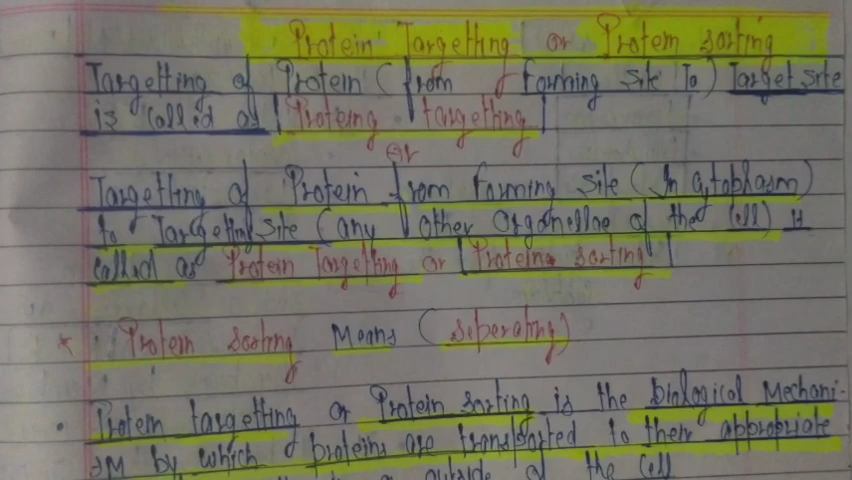 Protein Targetting or Protein sorting
Targetting of Protein (from forming site To) Target site
is called as Proteing targetting
or
Targetting of Protein from forming site (In cytoplasm)
to Targetting site (any other organellae of the cell) is
called as Protein Targetting or Proteing sorting
* Protein sorting Means (seperating)
• Protein targetting or Protein sorting is the biological Mechani-
sm by which proteins are transported to their appropriate
outside of the cell